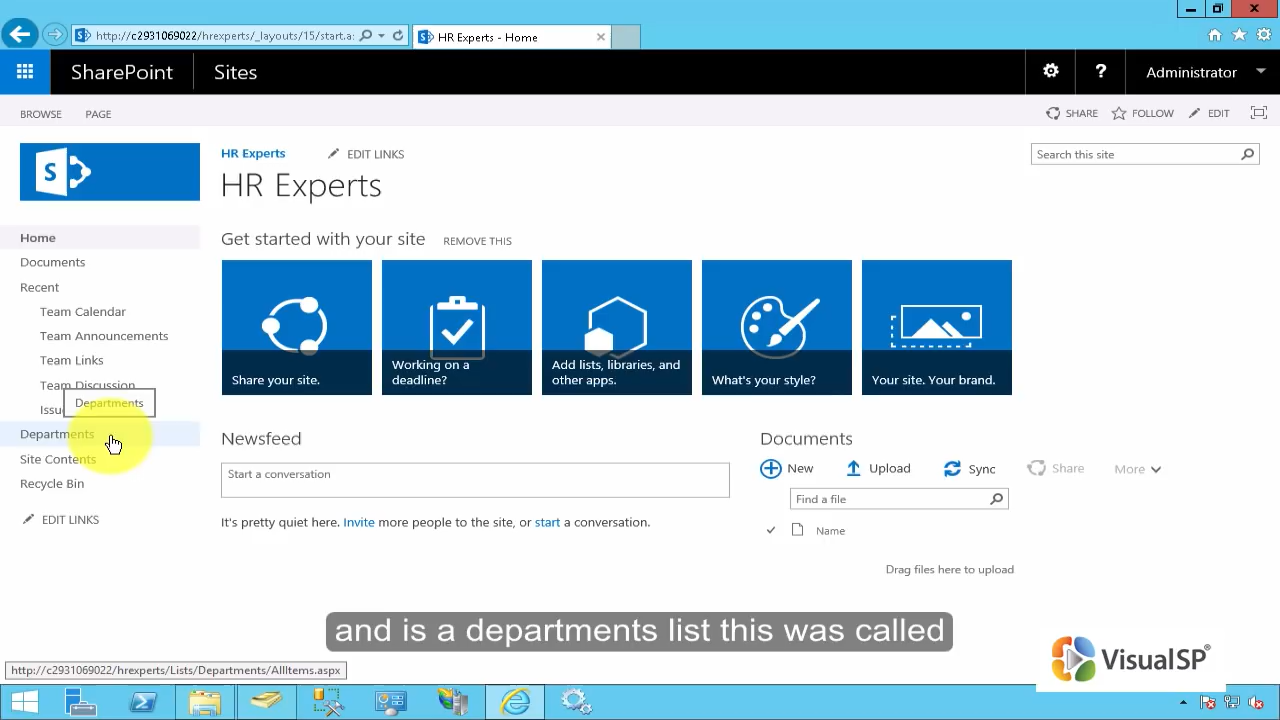 http://c2931069022/hrexperts/_layouts/15/start.a
HR Experts - Home
SharePoint
Sites
Administrator
BROWSE
PAGE
SHARE
FOLLOW
EDIT
S
HR Experts
EDIT LINKS
Search this site
HR Experts
Home
Get started with your site
REMOVE THIS
Documents
Recent
Team Calendar
Team Announcements
Team Links
Team Discussion
Departments
Departments
Site Contents
Recycle Bin
EDIT LINKS
Share your site.
Working on a
deadline?
Add lists, libraries, and
other apps.
What's your style?
Your site. Your brand.
Newsfeed
Start a conversation
It's pretty quiet here. Invite more people to the site, or start a conversation.
Documents
New
Upload
Sync
Share
More
Find a file
Name
Drag files here to upload
and is a departments list this was called
VisualSP®
http://c2931069022/hrexperts/Lists/Departments/AllItems.aspx